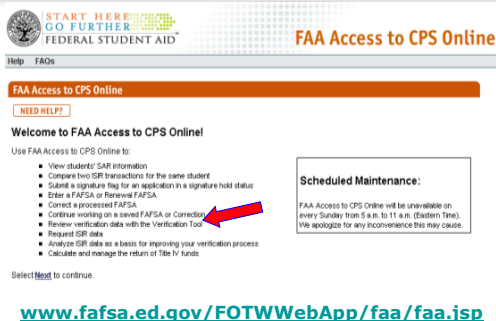 START HERE
GO FURTHER
FEDERAL STUDENT AID
FAA Access to CPS Online
Help FAQs
FAA Access to CPS Online
NEED HELP?
Welcome to FAA Access to CPS Online!
Use FAA Access to CPS Online to:
View students' SAR information
Compare two ISIR transactions for the same student
Submit a signature flag for an application in a signature hold status
Enter a FAFSA or Renewal FAFSA
Correct a processed FAFSA
Continue working on a saved FAFSA or Correction
Review verification data with the Verification Tool
Request ISIR data
Analyze ISIR data as a basis for improving your verification process
Calculate and manage the return of Title IV funds
Scheduled Maintenance:
FAA Access to CPS Online will be unavailable on
every Sunday from 5 a.m. to 11 a.m. (Eastern Time).
We apologize for any inconvenience this may cause.
Select Next to continue.
www.fafsa.ed.gov/FOTWWebApp/faa/faa.jsp